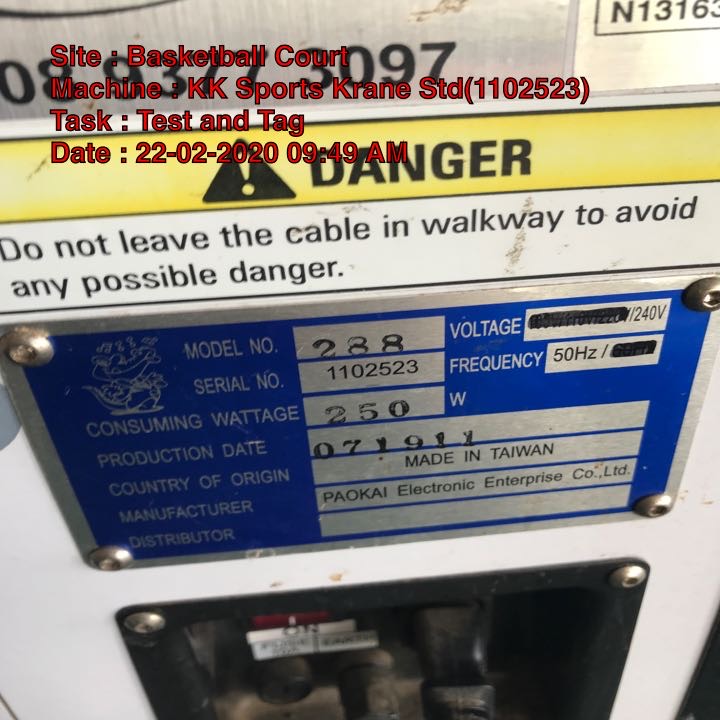 N13163
08 9377 3097
Site : Basketball Court
Machine : KK Sports Krane Std(1102523)
Task : Test and Tag
Date : 22-02-2020 09:49 AM
DANGER
Do not leave the cable in walkway to avoid
any possible danger.
MODEL NO. 288
SERIAL NO. 1102523
CONSUMING WATTAGE 250 W
PRODUCTION DATE 071911
COUNTRY OF ORIGIN MADE IN TAIWAN
MANUFACTURER PAOKAI Electronic Enterprise Co.,Ltd.
DISTRIBUTOR
VOLTAGE /240V
FREQUENCY 50Hz /
ON